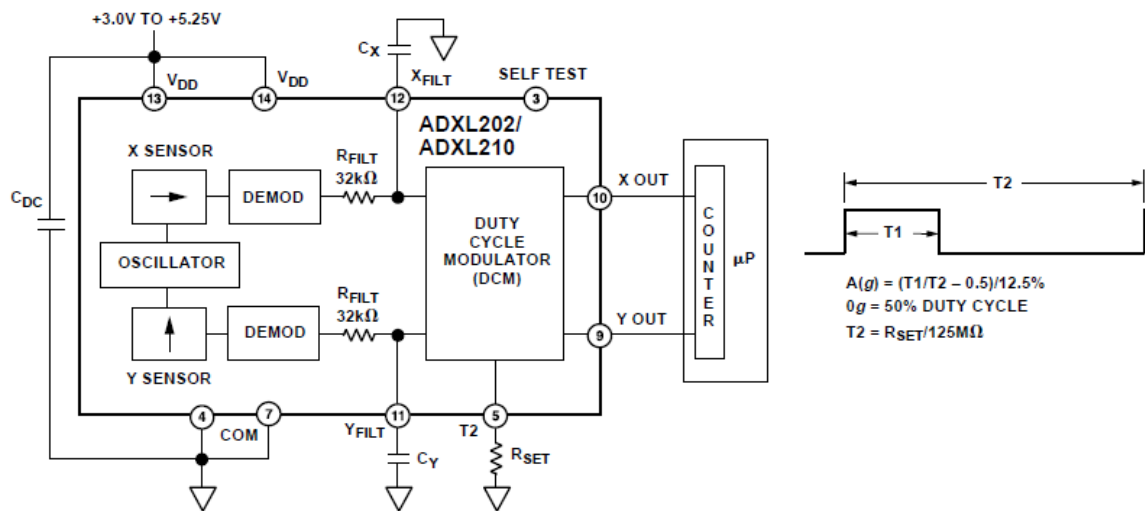 +3.0V TO +5.25V
CX
XFILT
SELF TEST
VDD
VDD
13
14
12
3
ADXL202/
ADXL210
X SENSOR
RFILT
32kΩ
CDC
DEMOD
X OUT
10
T2
OSCILLATOR
DUTY
CYCLE
MODULATOR
(DCM)
COUNTER
µP
T1
RFILT
32kΩ
DEMOD
Y OUT
9
Y SENSOR
A(g) = (T1/T2 – 0.5)/12.5%
0g = 50% DUTY CYCLE
T2 = RSET/125MΩ
4
7
11
5
COM
YFILT
T2
CY
RSET